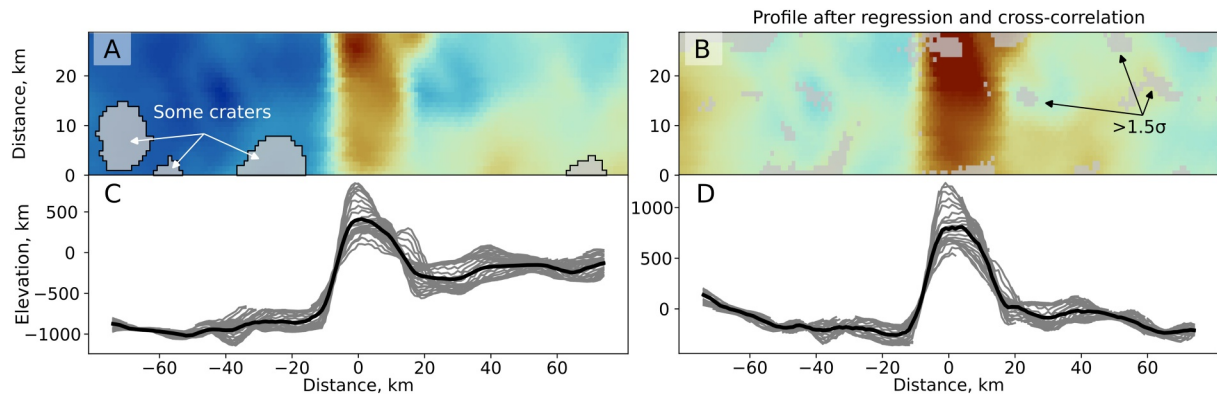 Profile after regression and cross-correlation
A
B
Some craters
>1.5σ
Distance, km
20
10
0
0
10
20
C
D
Elevation, km
500
0
−500
−1000
1000
500
0
−60
−40
−20
0
20
40
60
−60
−40
−20
0
20
40
60
Distance, km
Distance, km